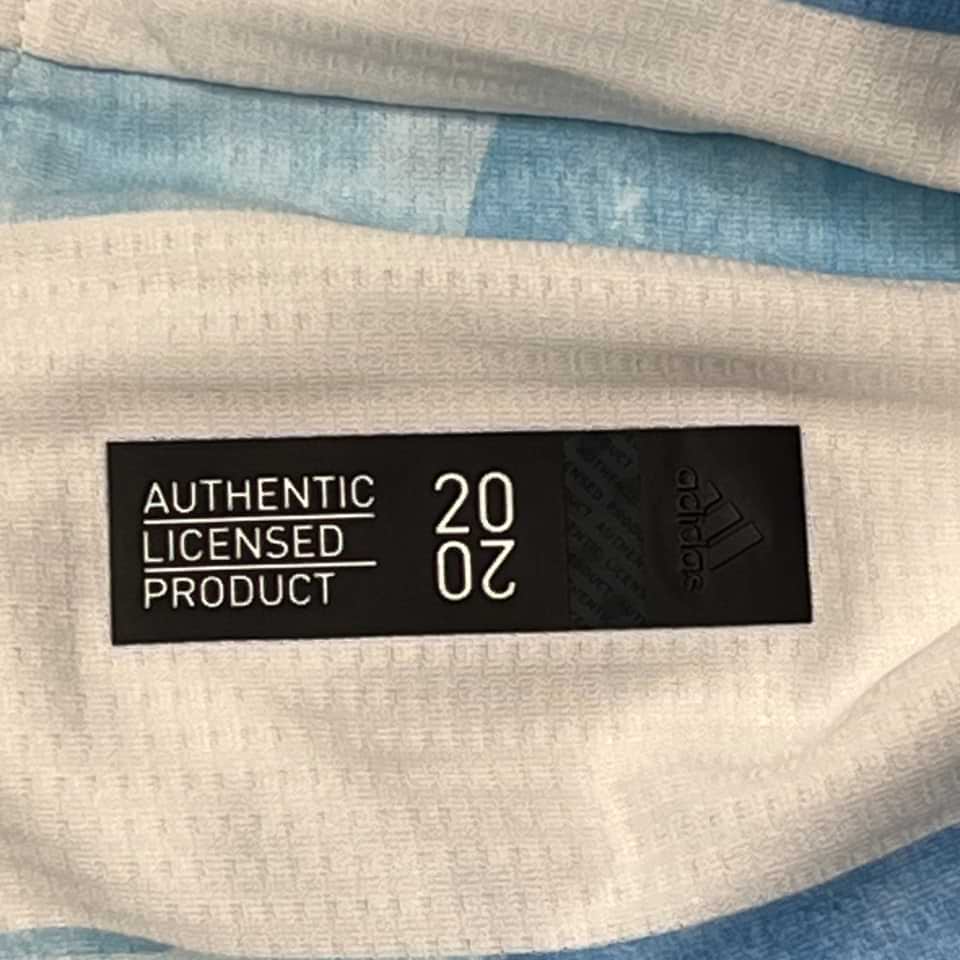 AUTHENTIC
LICENSED
PRODUCT
20
20
adidas